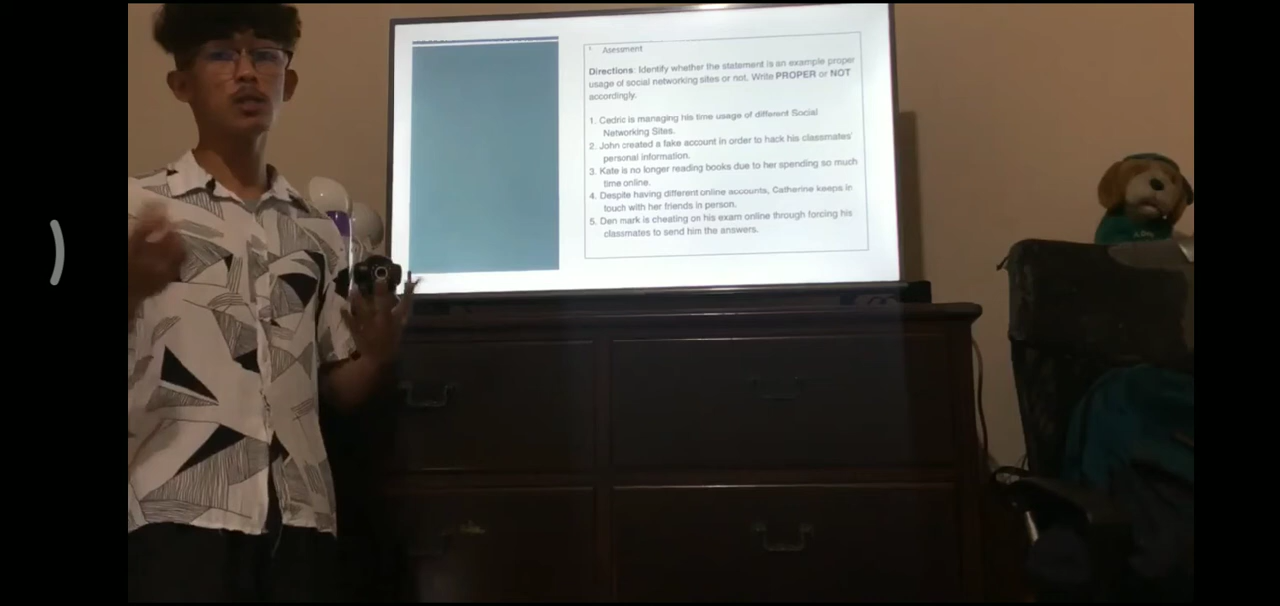 Asessment
Directions: Identify whether the statement is an example proper
usage of social networking sites or not. Write PROPER or NOT
accordingly.
1. Cedric is managing his time usage of different Social
Networking Sites.
2. John created a fake account in order to hack his classmates'
personal information.
3. Kate is no longer reading books due to her spending so much
time online.
4. Despite having different online accounts, Catherine keeps in
touch with her friends in person.
5. Den mark is cheating on his exam online through forcing his
classmates to send him the answers.